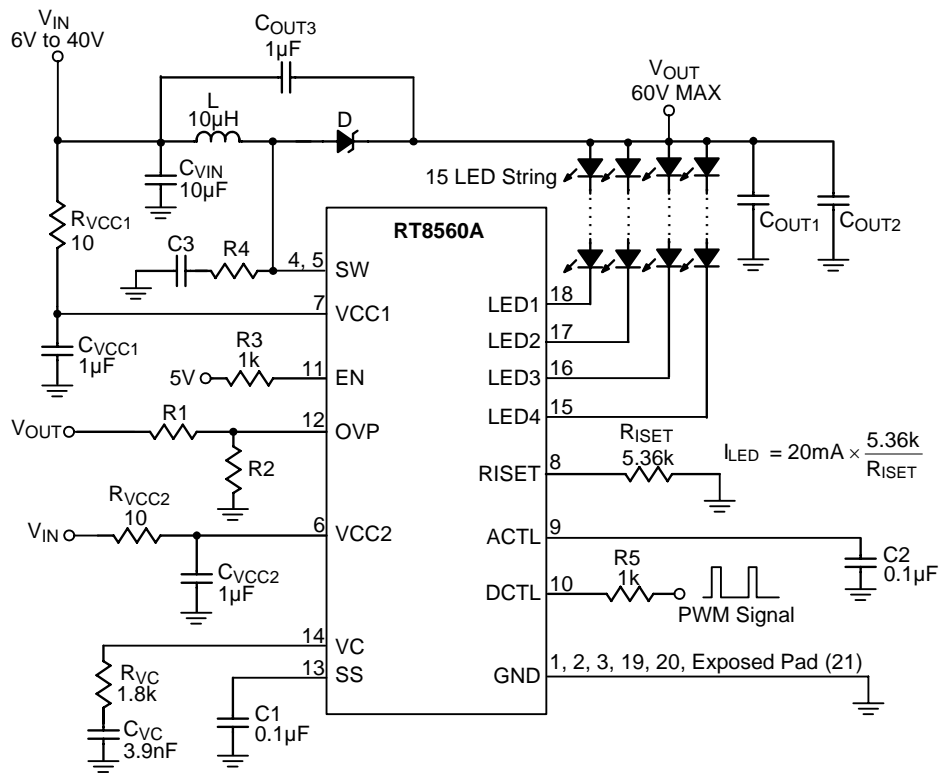 VIN
6V to 40V
COUT3
1µF
VOUT
60V MAX
L
10µH
D
CVIN
10µF
15 LED String
COUT1
COUT2
RVCC1
10
RT8560A
C3
R4
4, 5
SW
LED1
18
7
VCC1
LED2
17
CVCC1
1µF
R3
1k
5V
11
EN
LED3
16
LED4
15
VOUT
R1
12
OVP
R2
RISET
8
RISET
5.36k
ILED = 20mA × 5.36k
RISET
VIN
RVCC2
10
6
VCC2
ACTL
9
C2
0.1µF
CVCC2
1µF
DCTL
10
R5
1k
PWM Signal
14
VC
13
SS
RVC
1.8k
CVC
3.9nF
C1
0.1µF
GND
1, 2, 3, 19, 20, Exposed Pad (21)